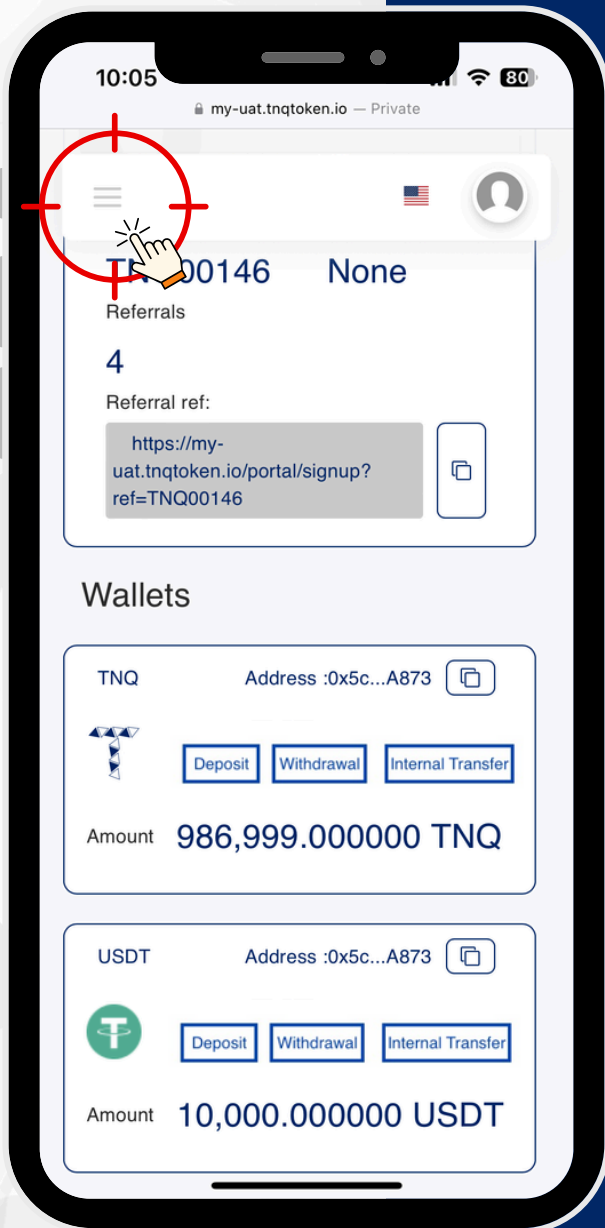 10:05
80
my-uat.tnqtoken.io — Private
00146 None
Referrals
4
Referral ref:
https://my-
uat.tnqtoken.io/portal/signup?
ref=TNQ00146
Wallets
TNQ Address :0x5c...A873
Deposit Withdrawal Internal Transfer
Amount 986,999.000000 TNQ
USDT Address :0x5c...A873
Deposit Withdrawal Internal Transfer
Amount 10,000.000000 USDT